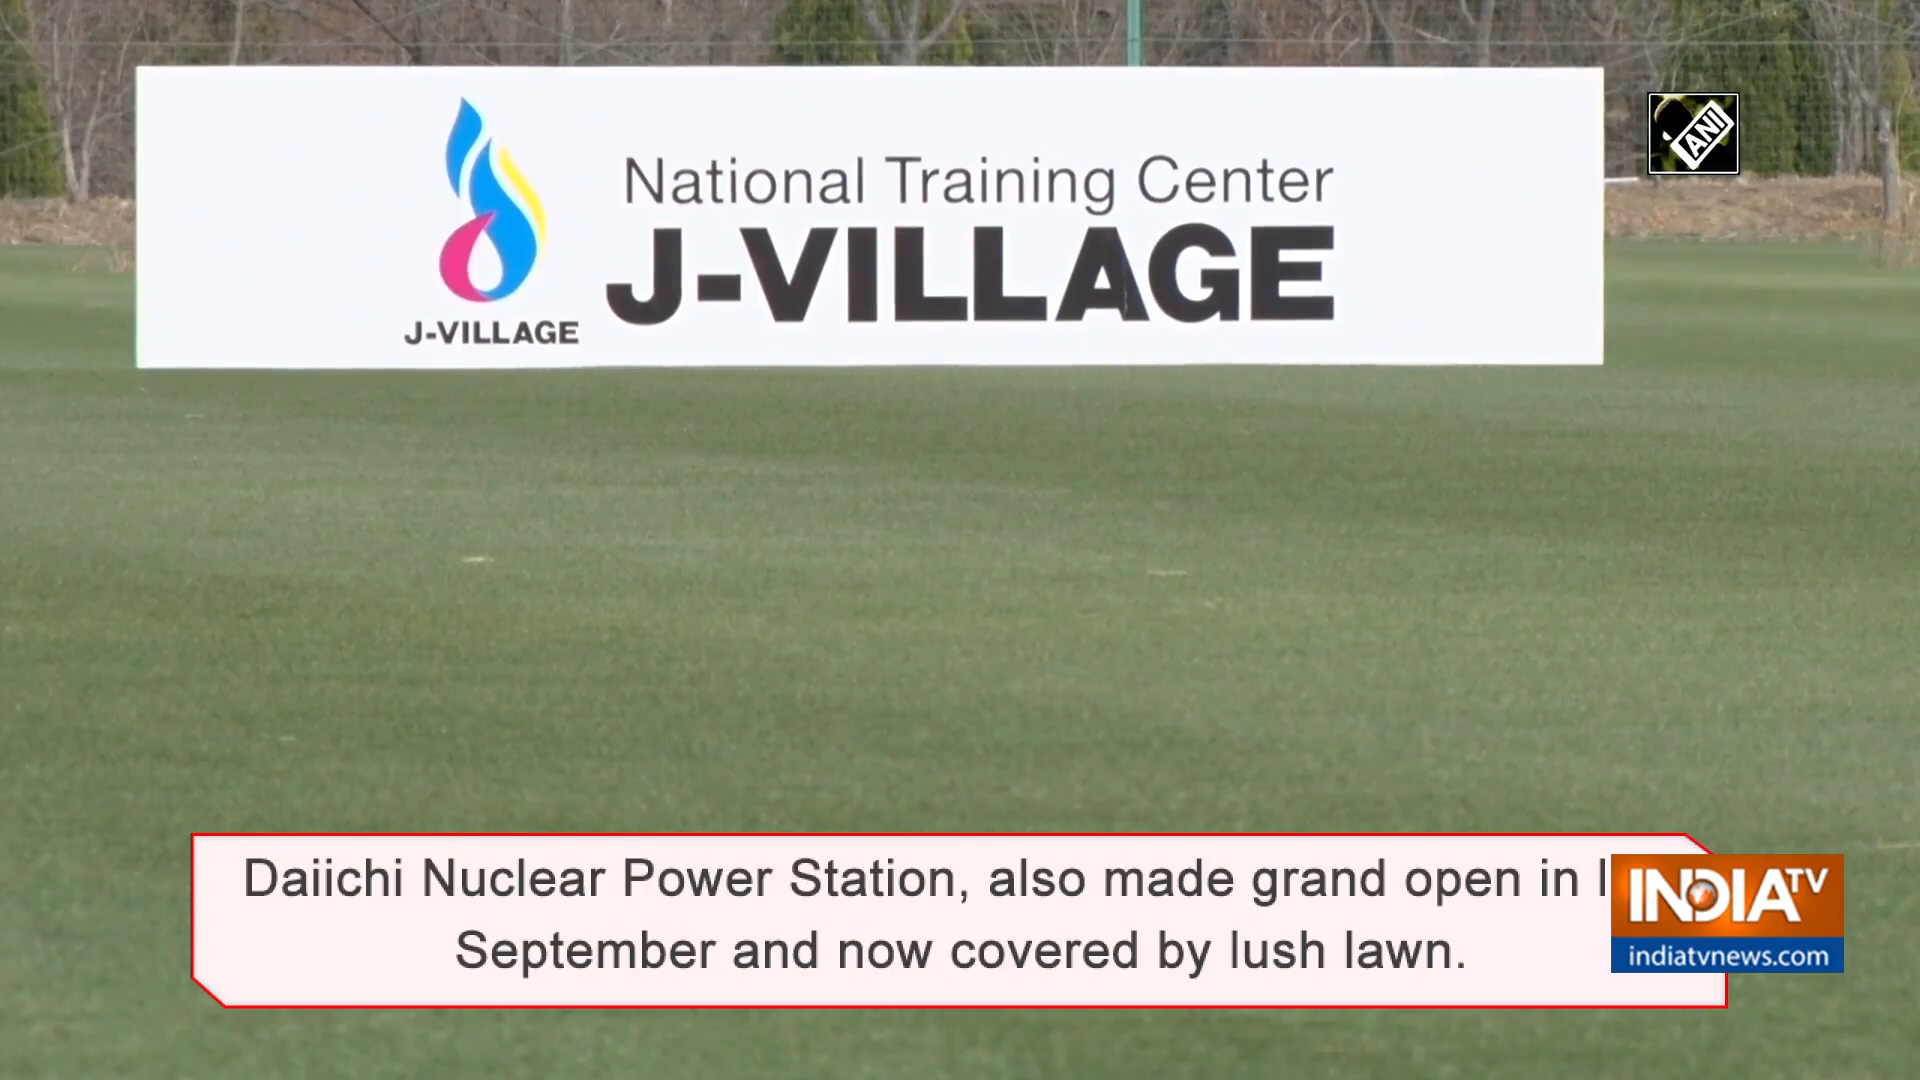 National Training Center
J-VILLAGE
J-VILLAGE
ANI
Daiichi Nuclear Power Station, also made grand open in
September and now covered by lush lawn.
INDIA TV
indiatvnews.com